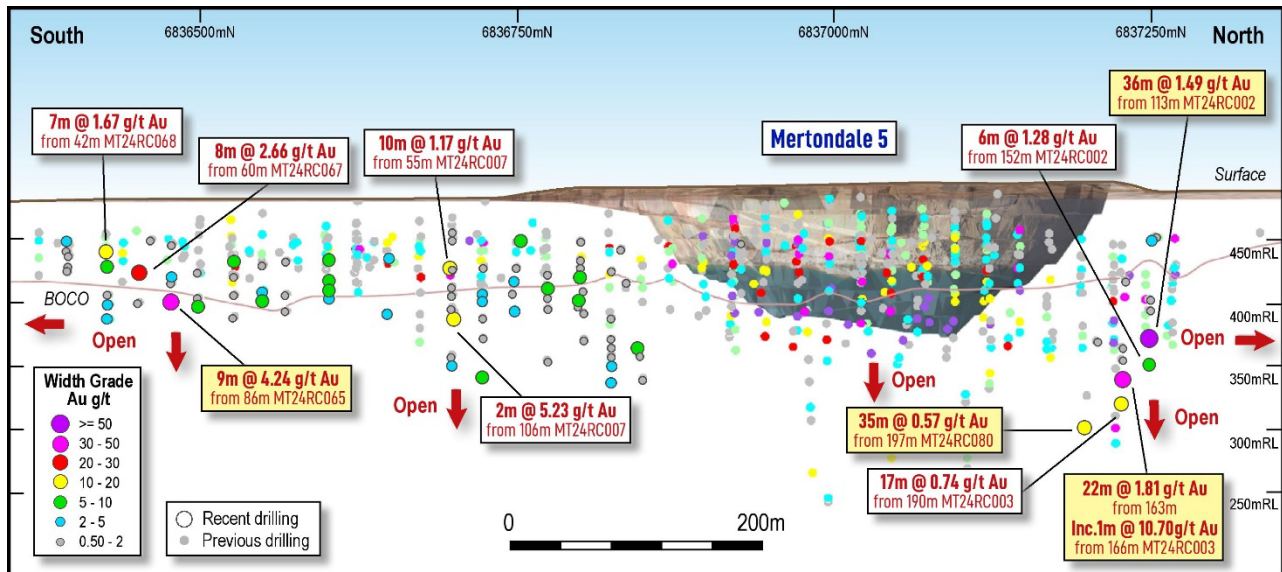 South
North
6836500mN
6836750mN
6837000mN
6837250mN
36m @ 1.49 g/t Au
from 113m MT24RC002
7m @ 1.67 g/t Au
from 42m MT24RC068
8m @ 2.66 g/t Au
from 60m MT24RC067
10m @ 1.17 g/t Au
from 55m MT24RC007
Mertondale 5
6m @ 1.28 g/t Au
from 152m MT24RC002
Surface
450mRL
BOCO
400mRL
Open
Open
Open
350mRL
Open
Open
9m @ 4.24 g/t Au
from 86m MT24RC065
2m @ 5.23 g/t Au
from 106m MT24RC007
35m @ 0.57 g/t Au
from 197m MT24RC080
300mRL
17m @ 0.74 g/t Au
from 190m MT24RC003
22m @ 1.81 g/t Au
from 163m
Inc.1m @ 10.70g/t Au
from 166m MT24RC003
250mRL
Width Grade
Au g/t
>= 50
30 - 50
20 - 30
10 - 20
5 - 10
2 - 5
0.50 - 2
Recent drilling
Previous drilling
0
200m